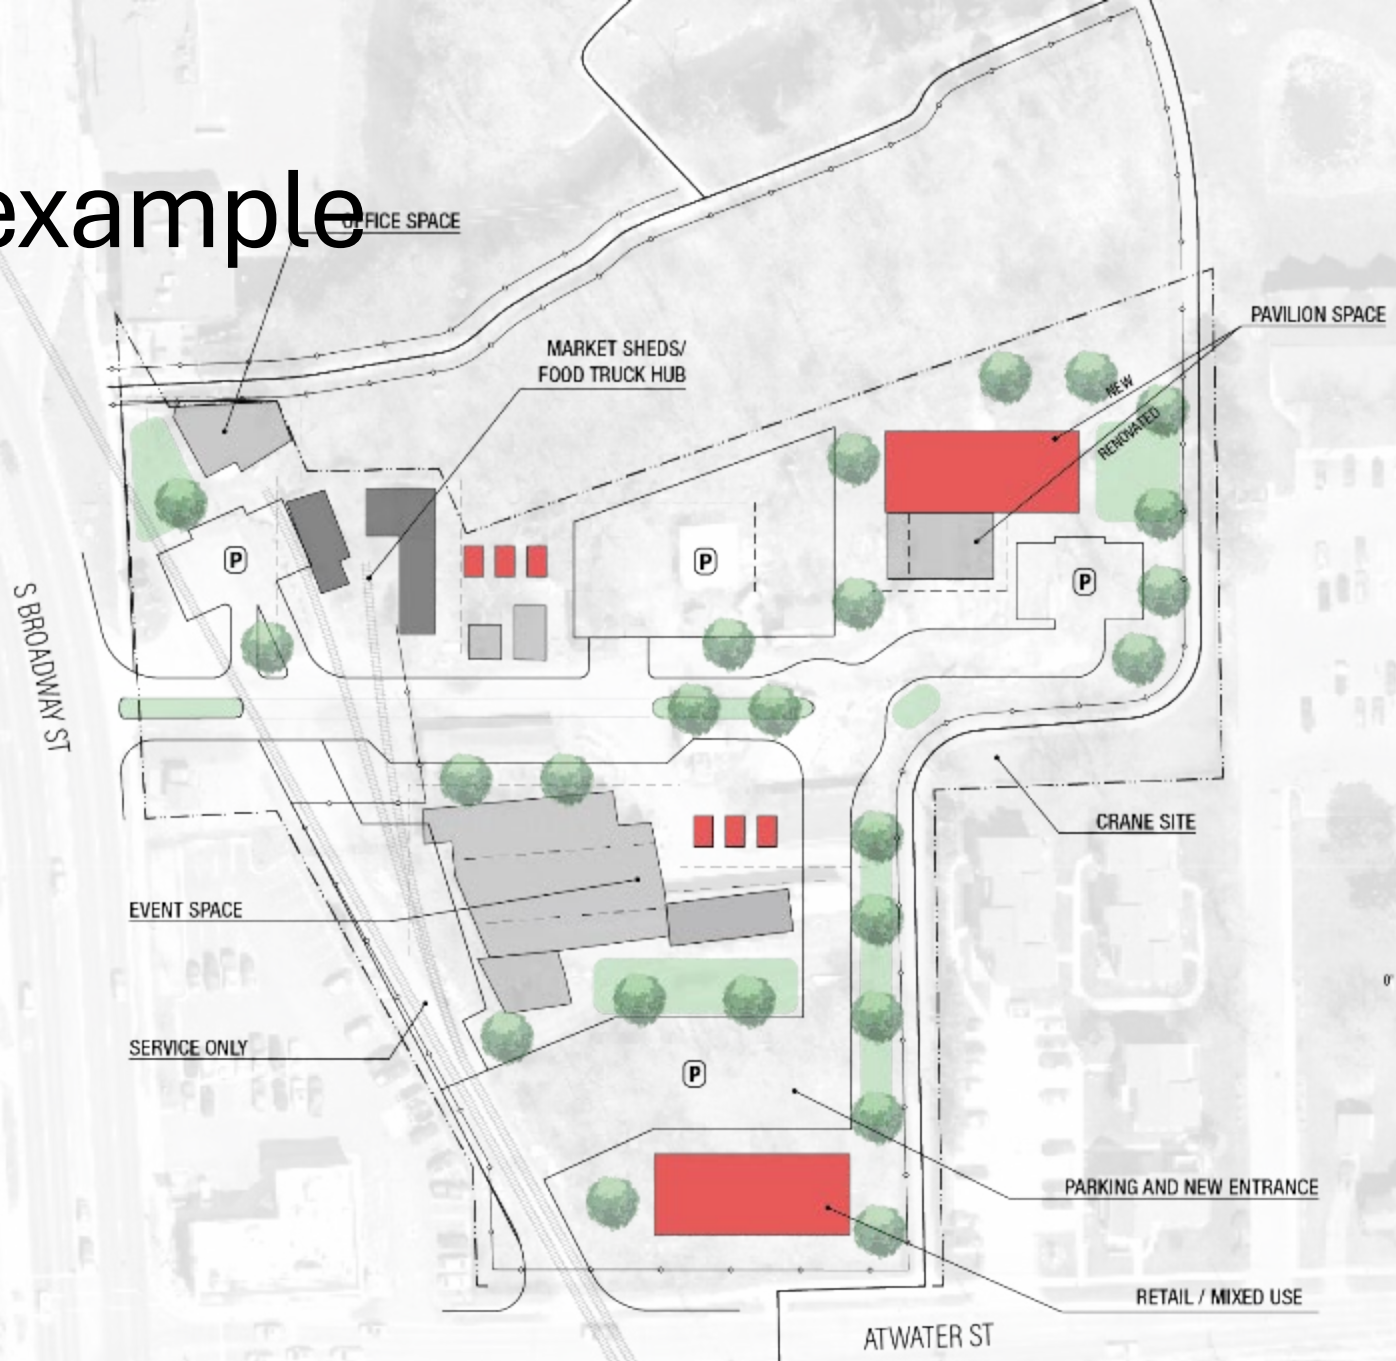 example
OFFICE SPACE
PAVILION SPACE
MARKET SHEDS/
FOOD TRUCK HUB
NEW
RENOVATED
P
P
P
S BROADWAY ST
CRANE SITE
EVENT SPACE
0'
SERVICE ONLY
P
PARKING AND NEW ENTRANCE
RETAIL / MIXED USE
ATWATER ST